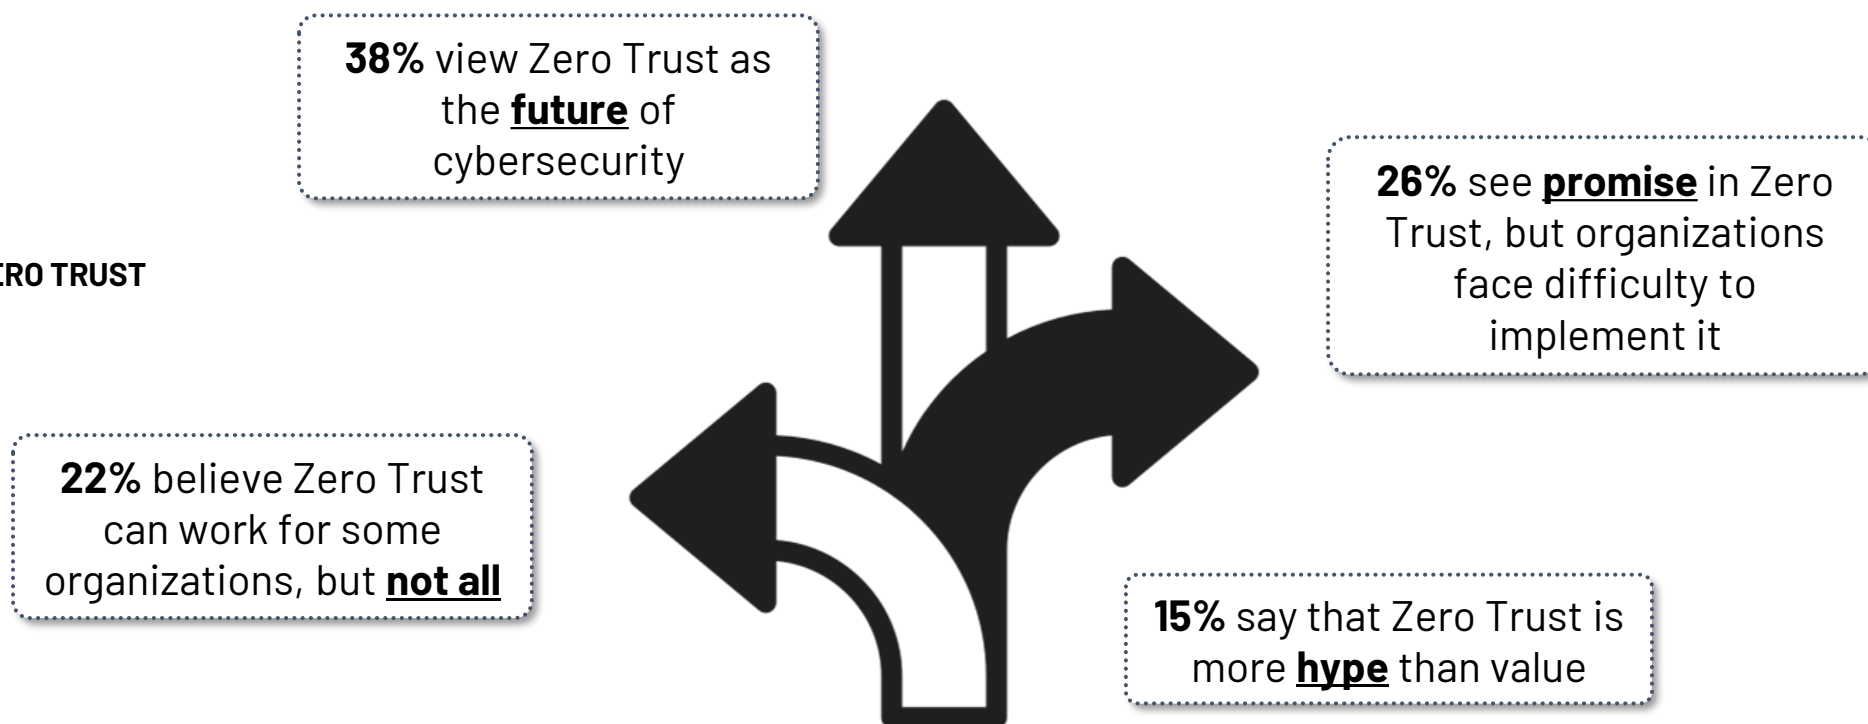 38% view Zero Trust as
the future of
cybersecurity
26% see promise in Zero
Trust, but organizations
face difficulty to
implement it
ERO TRUST
22% believe Zero Trust
can work for some
organizations, but not all
15% say that Zero Trust is
more hype than value